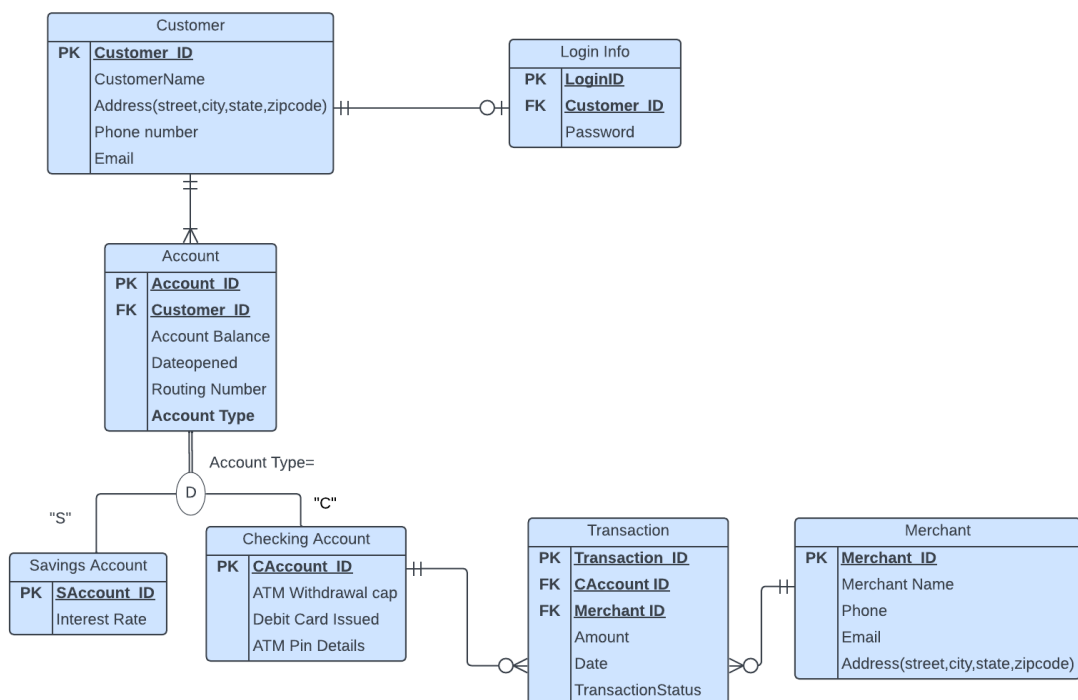 Customer
PK Customer_ID
CustomerName
Address(street,city,state,zipcode)
Phone number
Email
Login Info
PK LoginID
FK Customer_ID
Password
Account
PK Account_ID
FK Customer_ID
Account Balance
Dateopened
Routing Number
Account Type
Account Type=
D
"S"
"C"
Savings Account
PK SAccount_ID
Interest Rate
Checking Account
PK CAccount_ID
ATM Withdrawal cap
Debit Card Issued
ATM Pin Details
Transaction
PK Transaction_ID
FK CAccount ID
FK Merchant ID
Amount
Date
TransactionStatus
Merchant
PK Merchant_ID
Merchant Name
Phone
Email
Address(street,city,state,zipcode)